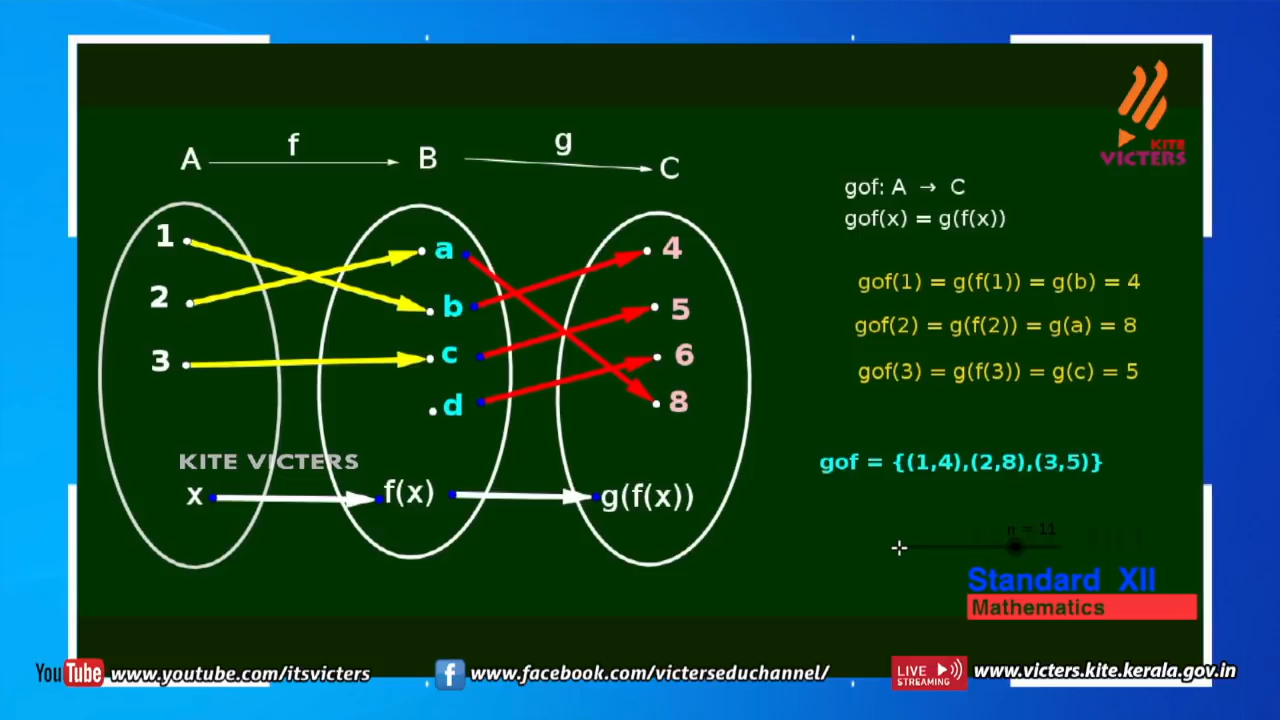 KITE
VICTERS
A f B g C
gof: A → C
gof(x) = g(f(x))
1 a 4
2 b 5
3 c 6
d 8
gof(1) = g(f(1)) = g(b) = 4
gof(2) = g(f(2)) = g(a) = 8
gof(3) = g(f(3)) = g(c) = 5
KITE VICTERS
gof = {(1,4),(2,8),(3,5)}
x f(x) g(f(x))
n = 11
Standard XII
Mathematics
YouTube www.youtube.com/itsvicters
f www.facebook.com/victerseduchannel/
LIVE
STREAMING
www.victers.kite.kerala.gov.in